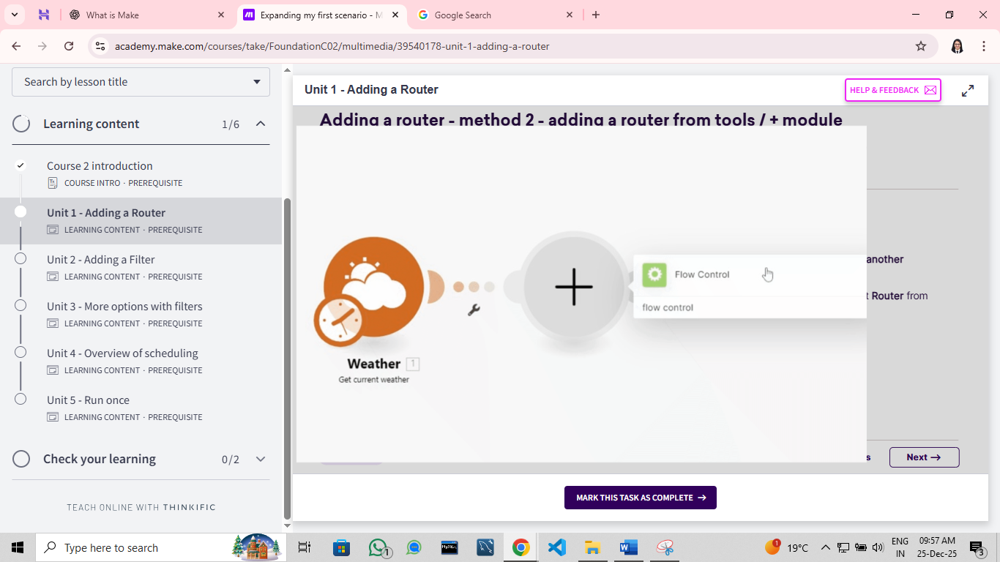 What is Make
Expanding my first scenario - M
Google Search
academy.make.com/courses/take/FoundationC02/multimedia/39540178-unit-1-adding-a-router
Search by lesson title
Learning content 1/6
Course 2 introduction
COURSE INTRO · PREREQUISITE
Unit 1 - Adding a Router
LEARNING CONTENT · PREREQUISITE
Unit 2 - Adding a Filter
LEARNING CONTENT · PREREQUISITE
Unit 3 - More options with filters
LEARNING CONTENT · PREREQUISITE
Unit 4 - Overview of scheduling
LEARNING CONTENT · PREREQUISITE
Unit 5 - Run once
LEARNING CONTENT · PREREQUISITE
Check your learning 0/2
TEACH ONLINE WITH THINKIFIC
Unit 1 - Adding a Router
HELP & FEEDBACK
Adding a router - method 2 - adding a router from tools / + module
Flow Control
flow control
another
t Router from
Weather 1
Get current weather
s
Next →
MARK THIS TASK AS COMPLETE →
Type here to search
1
MySQL
1
19°C
ENG
IN
09:57 AM
25-Dec-25
3